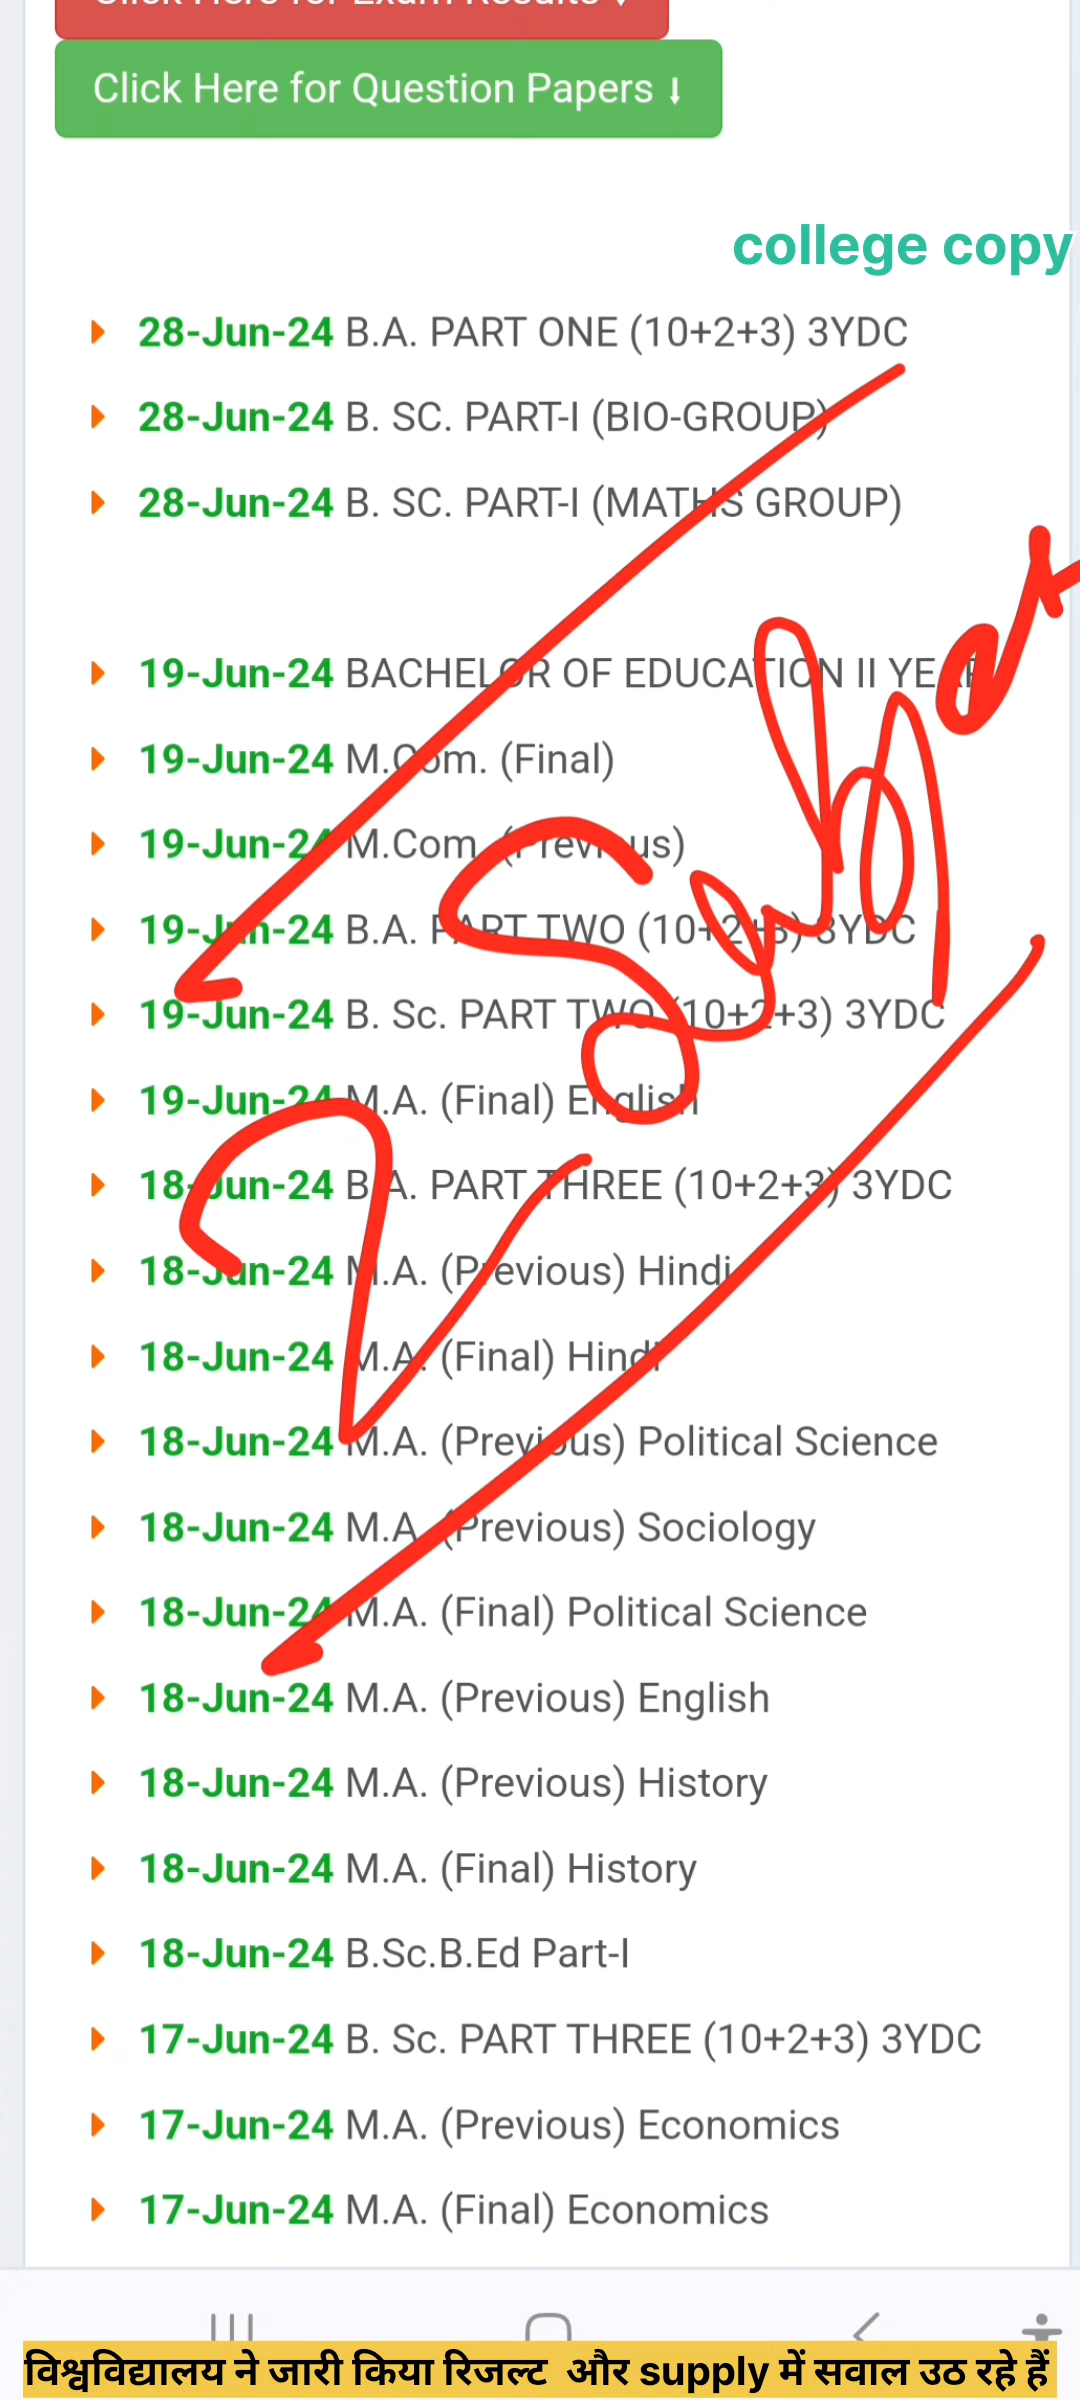 Click Here for Exam Results
Click Here for Question Papers ⭣
college copy
28-Jun-24 B.A. PART ONE (10+2+3) 3YDC
28-Jun-24 B. SC. PART-I (BIO-GROUP)
28-Jun-24 B. SC. PART-I (MATHS GROUP)
19-Jun-24 BACHELOR OF EDUCATION II YEAR
19-Jun-24 M.Com. (Final)
19-Jun-24 M.Com. (Previous)
19-Jun-24 B.A. PART TWO (10+2+3) 3YDC
19-Jun-24 B. Sc. PART TWO (10+2+3) 3YDC
19-Jun-24 M.A. (Final) English
18-Jun-24 B.A. PART THREE (10+2+3) 3YDC
18-Jun-24 M.A. (Previous) Hindi
18-Jun-24 M.A. (Final) Hindi
18-Jun-24 M.A. (Previous) Political Science
18-Jun-24 M.A. (Previous) Sociology
18-Jun-24 M.A. (Final) Political Science
18-Jun-24 M.A. (Previous) English
18-Jun-24 M.A. (Previous) History
18-Jun-24 M.A. (Final) History
18-Jun-24 B.Sc.B.Ed Part-I
17-Jun-24 B. Sc. PART THREE (10+2+3) 3YDC
17-Jun-24 M.A. (Previous) Economics
17-Jun-24 M.A. (Final) Economics
विश्वविद्यालय ने जारी किया रिजल्ट और supply में सवाल उठ रहे हैं